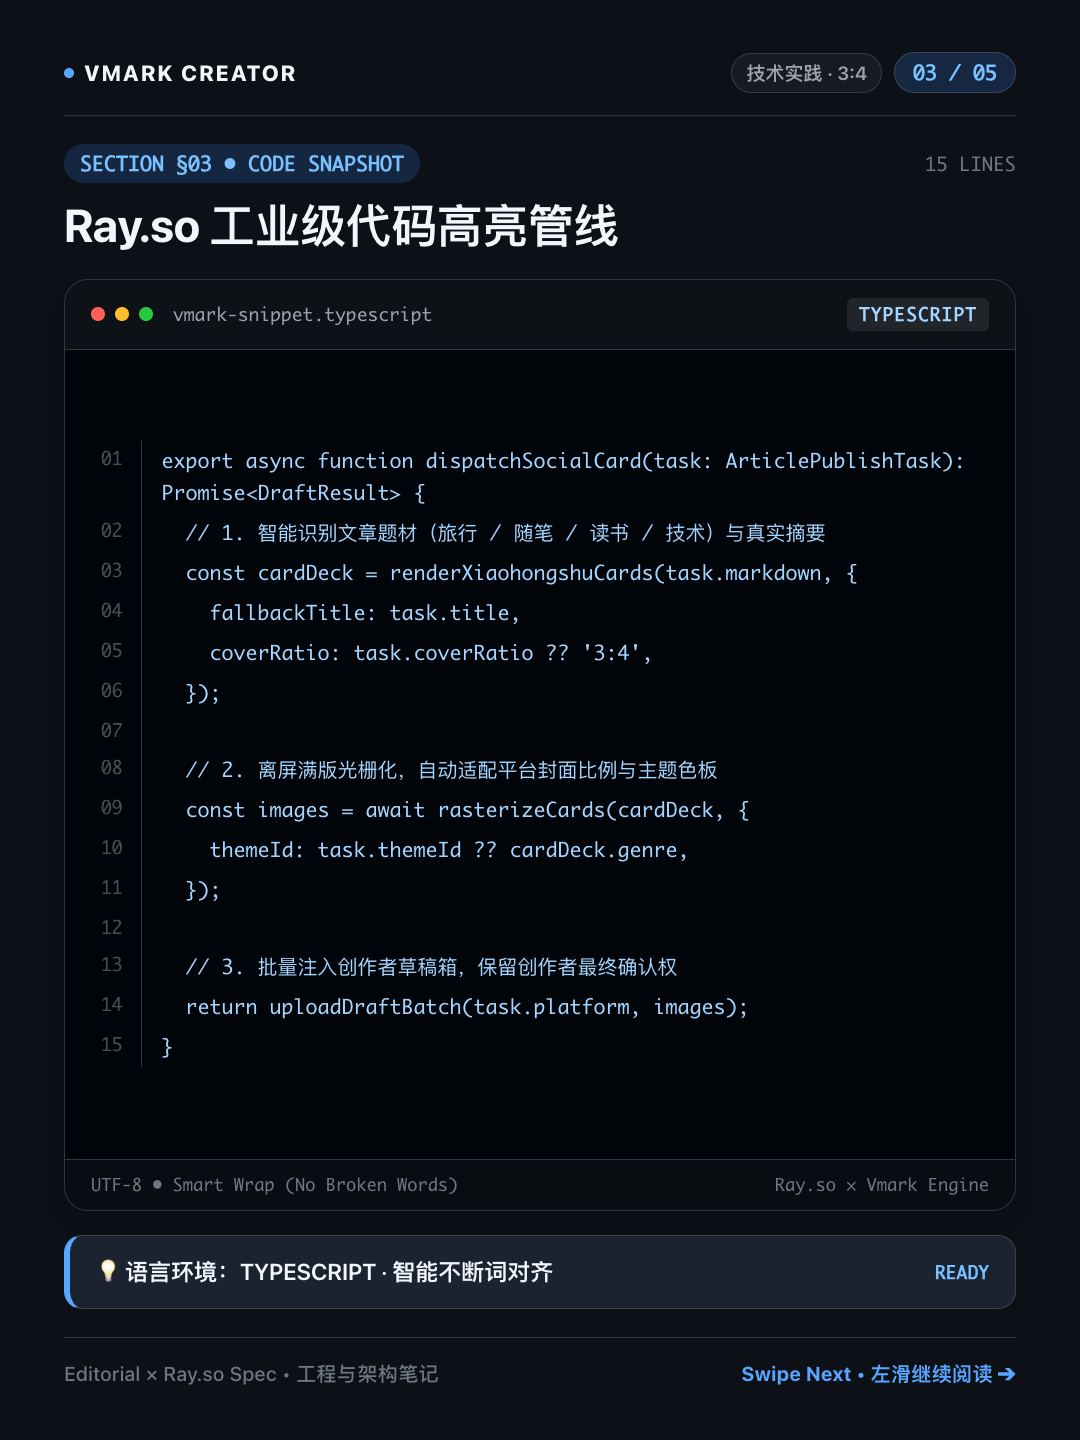 VMARK CREATOR
技术实践 · 3:4
03 / 05
SECTION §03 ● CODE SNAPSHOT
15 LINES
Ray.so 工业级代码高亮管线
vmark-snippet.typescript
TYPESCRIPT
01 export async function dispatchSocialCard(task: ArticlePublishTask):
Promise<DraftResult> {
02   // 1. 智能识别文章题材（旅行 / 随笔 / 读书 / 技术）与真实摘要
03   const cardDeck = renderXiaohongshuCards(task.markdown, {
04     fallbackTitle: task.title,
05     coverRatio: task.coverRatio ?? '3:4',
06   });
07
08   // 2. 离屏满版光栅化，自动适配平台封面比例与主题色板
09   const images = await rasterizeCards(cardDeck, {
10     themeId: task.themeId ?? cardDeck.genre,
11   });
12
13   // 3. 批量注入创作者草稿箱，保留创作者最终确认权
14   return uploadDraftBatch(task.platform, images);
15 }
UTF-8 ● Smart Wrap (No Broken Words)
Ray.so × Vmark Engine
💡 语言环境：TYPESCRIPT · 智能不断词对齐
READY
Editorial × Ray.so Spec • 工程与架构笔记
Swipe Next • 左滑继续阅读 ➔